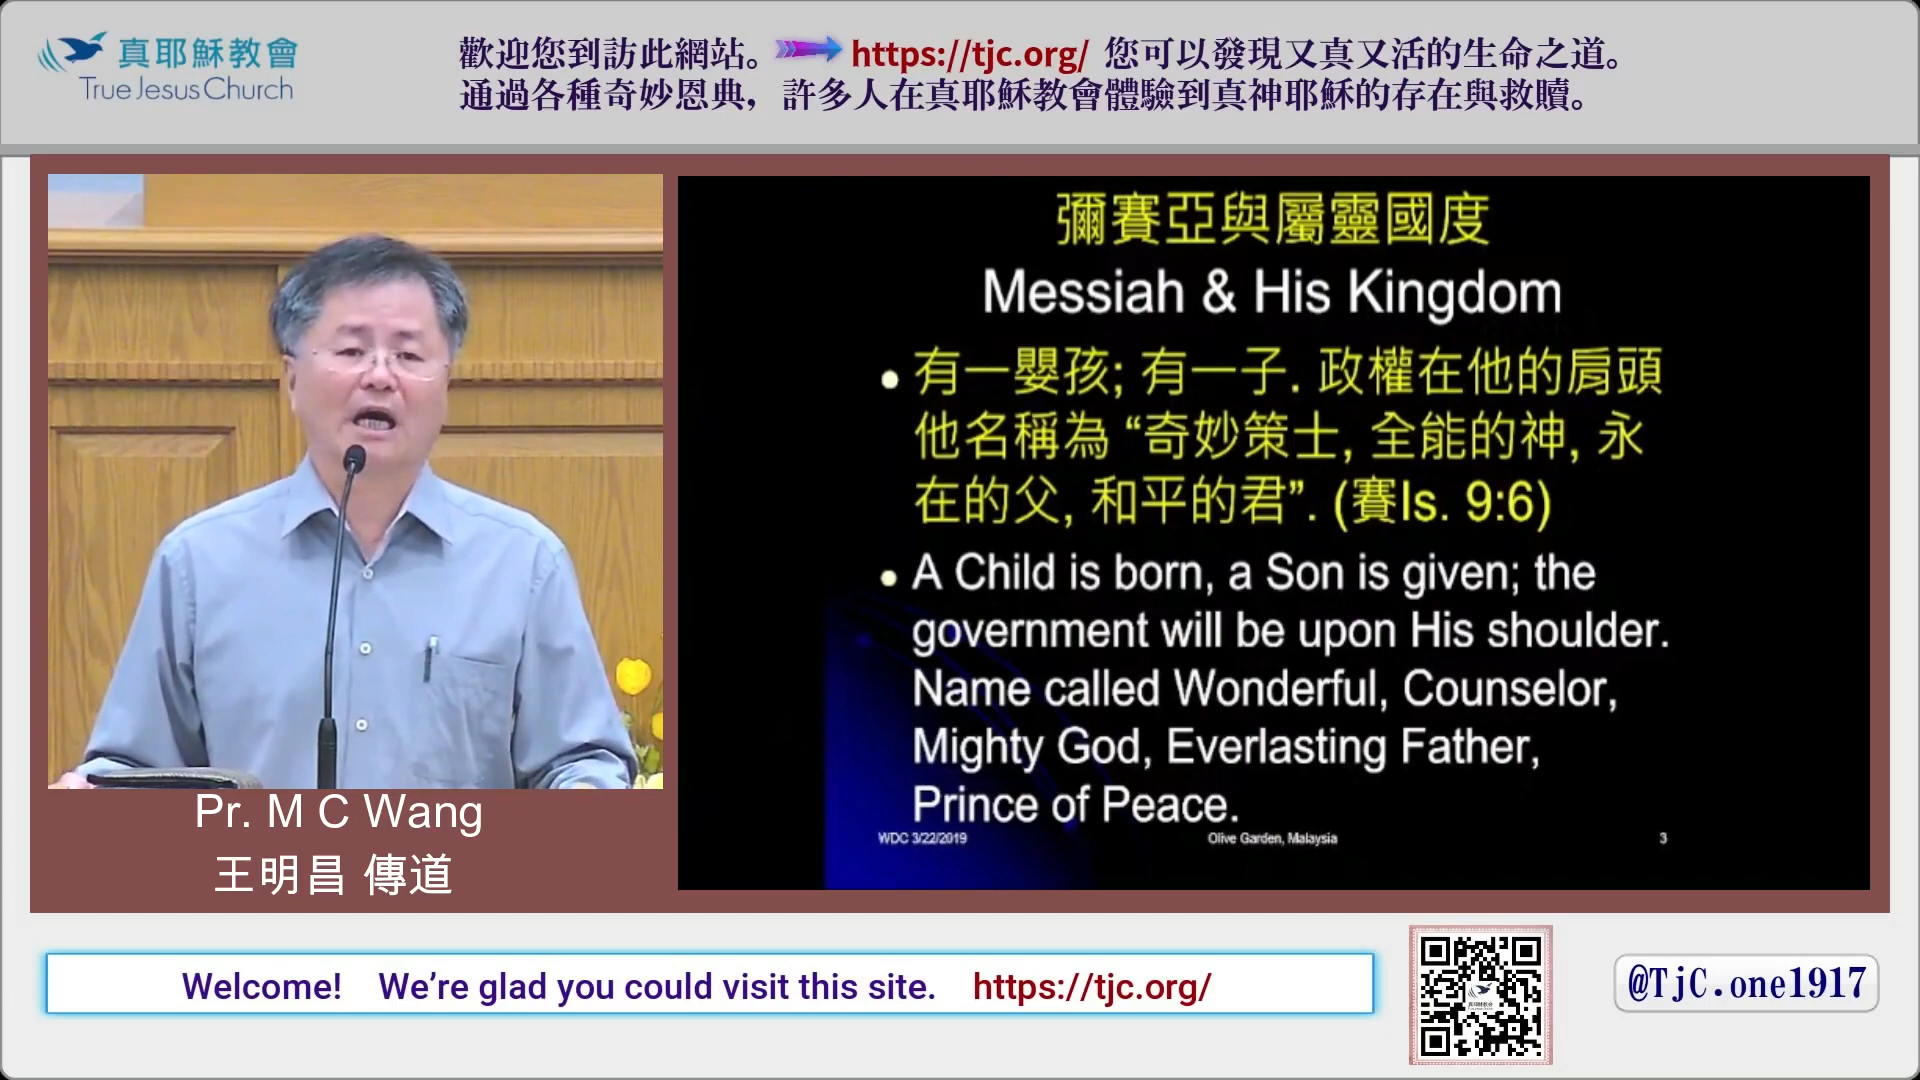 真耶穌教會
True Jesus Church
歡迎您到訪此網站。 https://tjc.org/ 您可以發現又真又活的生命之道。
通過各種奇妙恩典，許多人在真耶穌教會體驗到真神耶穌的存在與救贖。
彌賽亞與屬靈國度
Messiah & His Kingdom
• 有一嬰孩; 有一子. 政權在他的肩頭
他名稱為 “奇妙策士, 全能的神, 永
在的父, 和平的君”. (賽Is. 9:6)
• A Child is born, a Son is given; the
government will be upon His shoulder.
Name called Wonderful, Counselor,
Mighty God, Everlasting Father,
Prince of Peace.
WDC 3/22/2019 Olive Garden, Malaysia 3
Pr. M C Wang
王明昌 傳道
Welcome! We’re glad you could visit this site. https://tjc.org/
@TjC.one1917